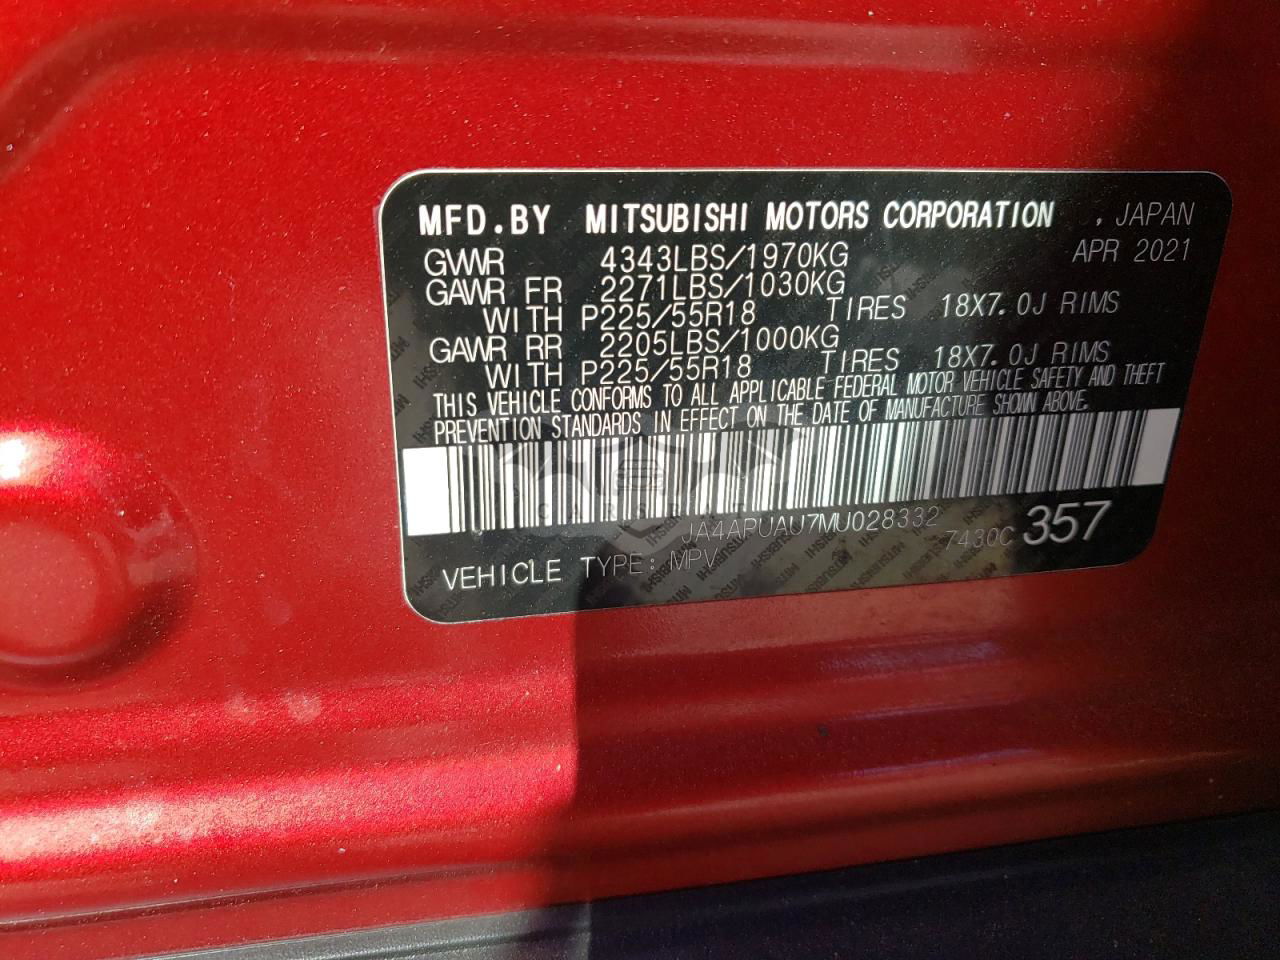 MFD.BY MITSUBISHI MOTORS CORPORATION , JAPAN
APR 2021
GVWR 4343LBS/1970KG
GAWR FR 2271LBS/1030KG
WITH P225/55R18 TIRES 18X7.0J RIMS
GAWR RR 2205LBS/1000KG
WITH P225/55R18 TIRES 18X7.0J RIMS
THIS VEHICLE CONFORMS TO ALL APPLICABLE FEDERAL MOTOR VEHICLE SAFETY AND THEFT
PREVENTION STANDARDS IN EFFECT ON THE DATE OF MANUFACTURE SHOWN ABOVE.
JA4APUAU7MU028332
7430C 357
VEHICLE TYPE: MPV